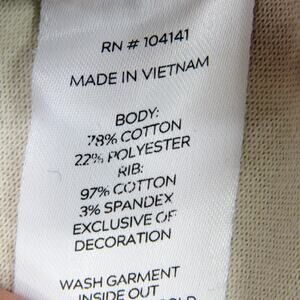 RN # 104141
MADE IN VIETNAM
BODY:
78% COTTON
22% POLYESTER
RIB:
97% COTTON
3% SPANDEX
EXCLUSIVE OF
DECORATION
WASH GARMENT
INSIDE OUT